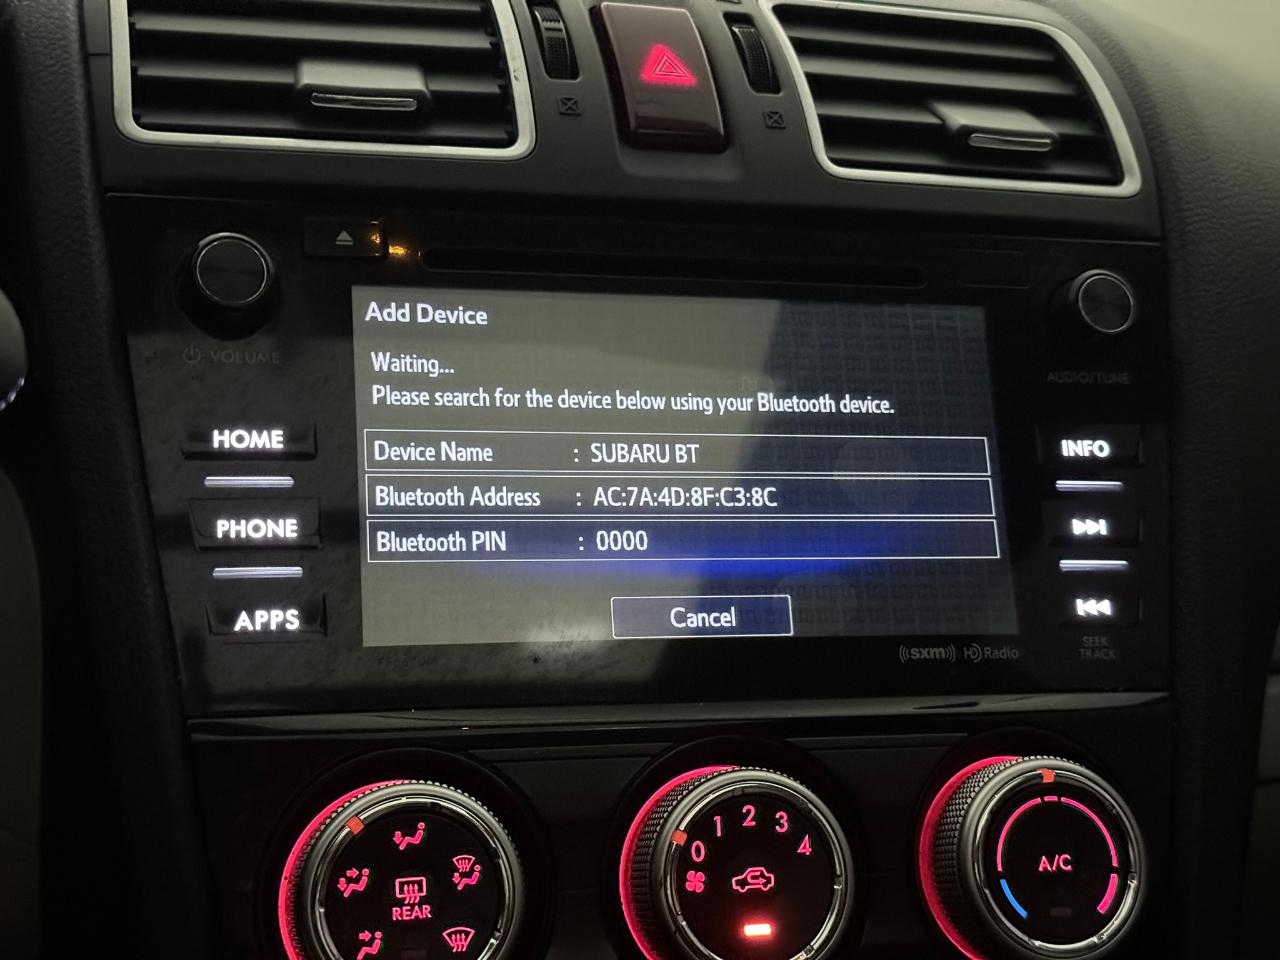 Add Device
Waiting...
Please search for the device below using your Bluetooth device.
Device Name : SUBARU BT
Bluetooth Address : AC:7A:4D:8F:C3:8C
Bluetooth PIN : 0000
Cancel
VOLUME
AUDIO/TUNE
HOME
PHONE
APPS
INFO
SEEK
TRACK
((sxm)) HD Radio
REAR
0 1 2 3 4
A/C